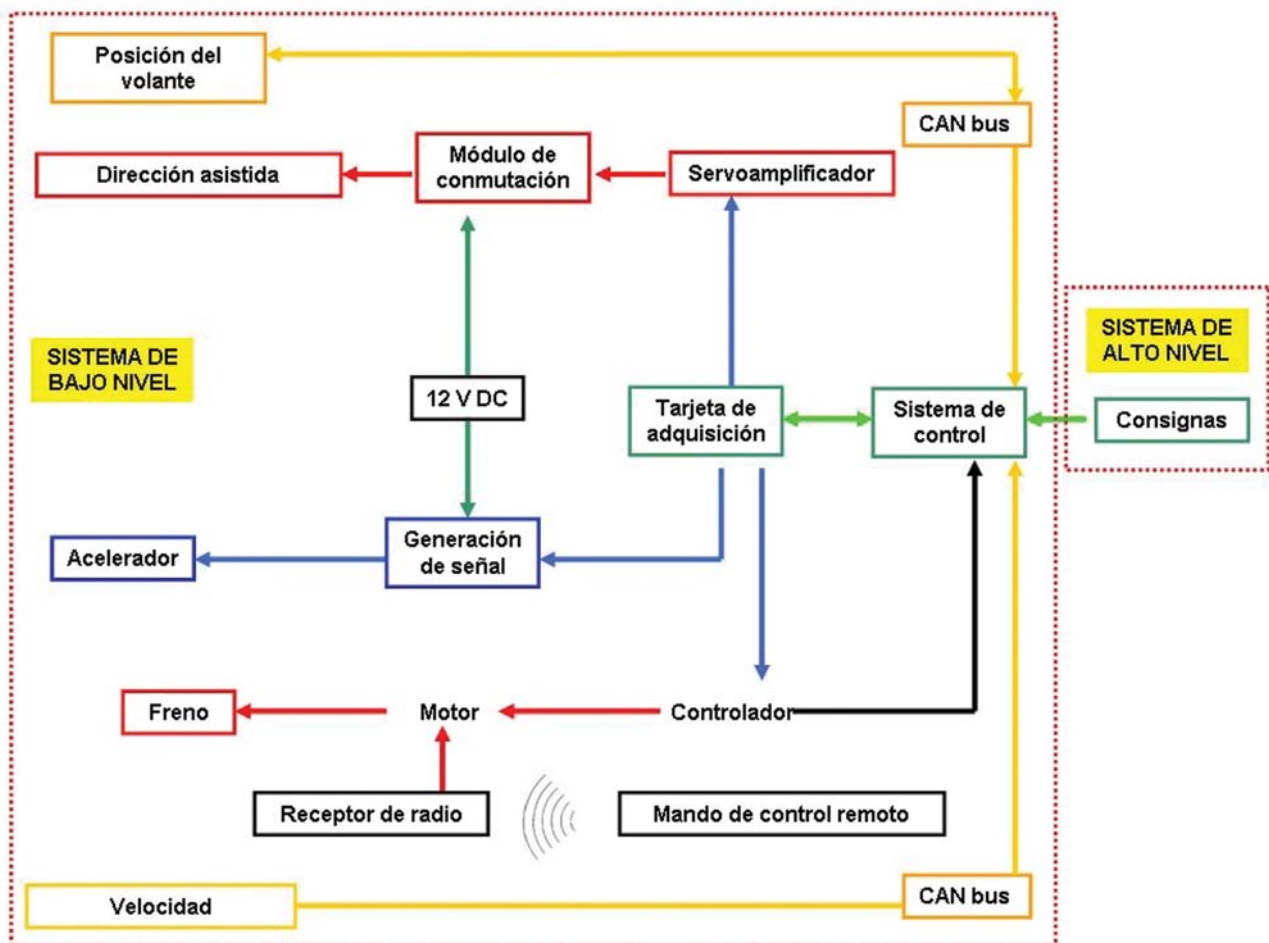 Posición del
volante
CAN bus
Dirección asistida
Módulo de
conmutación
Servoamplificador
SISTEMA DE
BAJO NIVEL
12 V DC
Tarjeta de
adquisición
Sistema de
control
SISTEMA DE
ALTO NIVEL
Consignas
Acelerador
Generación
de señal
Freno
Motor
Controlador
Receptor de radio
Mando de control remoto
Velocidad
CAN bus